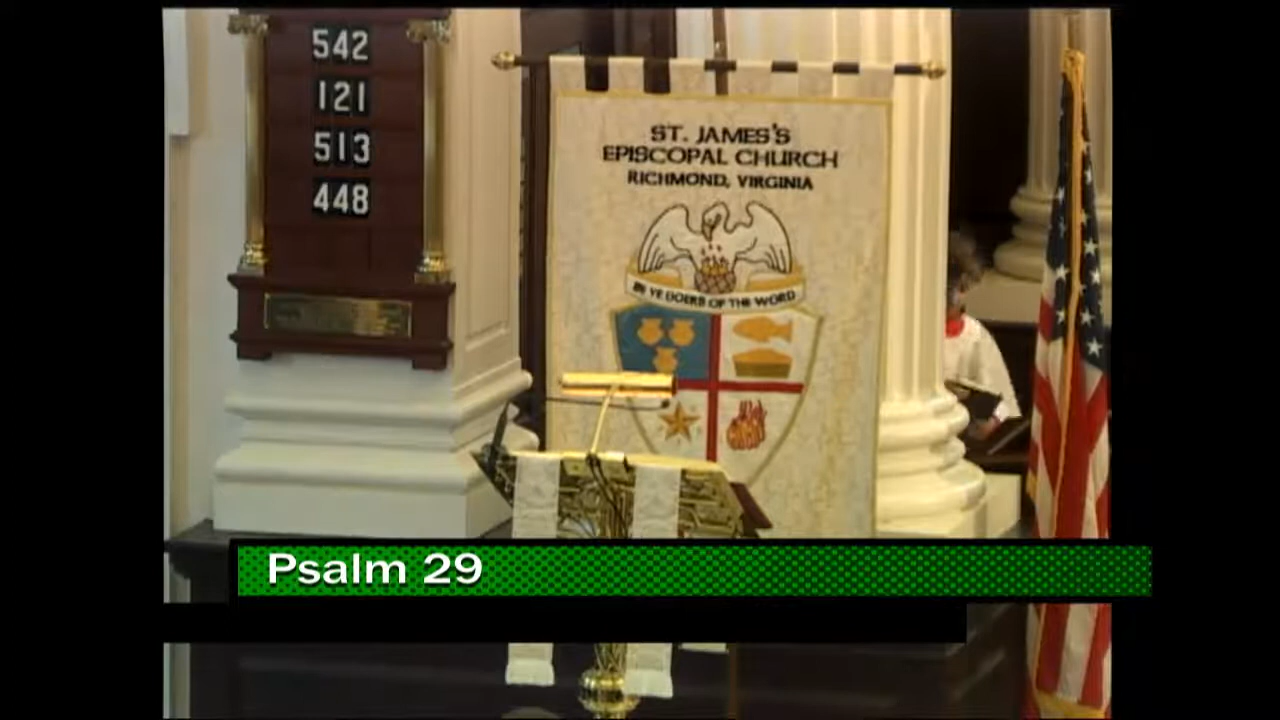 542
121
513
448
ST. JAMES'S
EPISCOPAL CHURCH
RICHMOND, VIRGINIA
BE YE DOERS OF THE WORD
Psalm 29